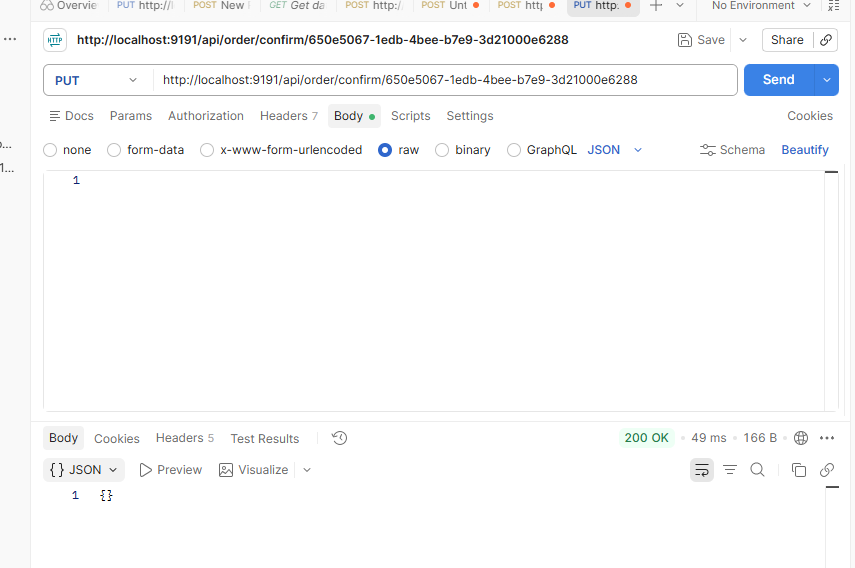 Overvie PUT http://l POST New GET Get da POST http:/ POST Unt POST htt PUT http. No Environment
HTTP http://localhost:9191/api/order/confirm/650e5067-1edb-4bee-b7e9-3d21000e6288 Save Share
PUT http://localhost:9191/api/order/confirm/650e5067-1edb-4bee-b7e9-3d21000e6288 Send
Docs Params Authorization Headers 7 Body Scripts Settings Cookies
none form-data x-www-form-urlencoded raw binary GraphQL JSON Schema Beautify
1
Body Cookies Headers 5 Test Results 200 OK 49 ms 166 B
{} JSON Preview Visualize
1 {}